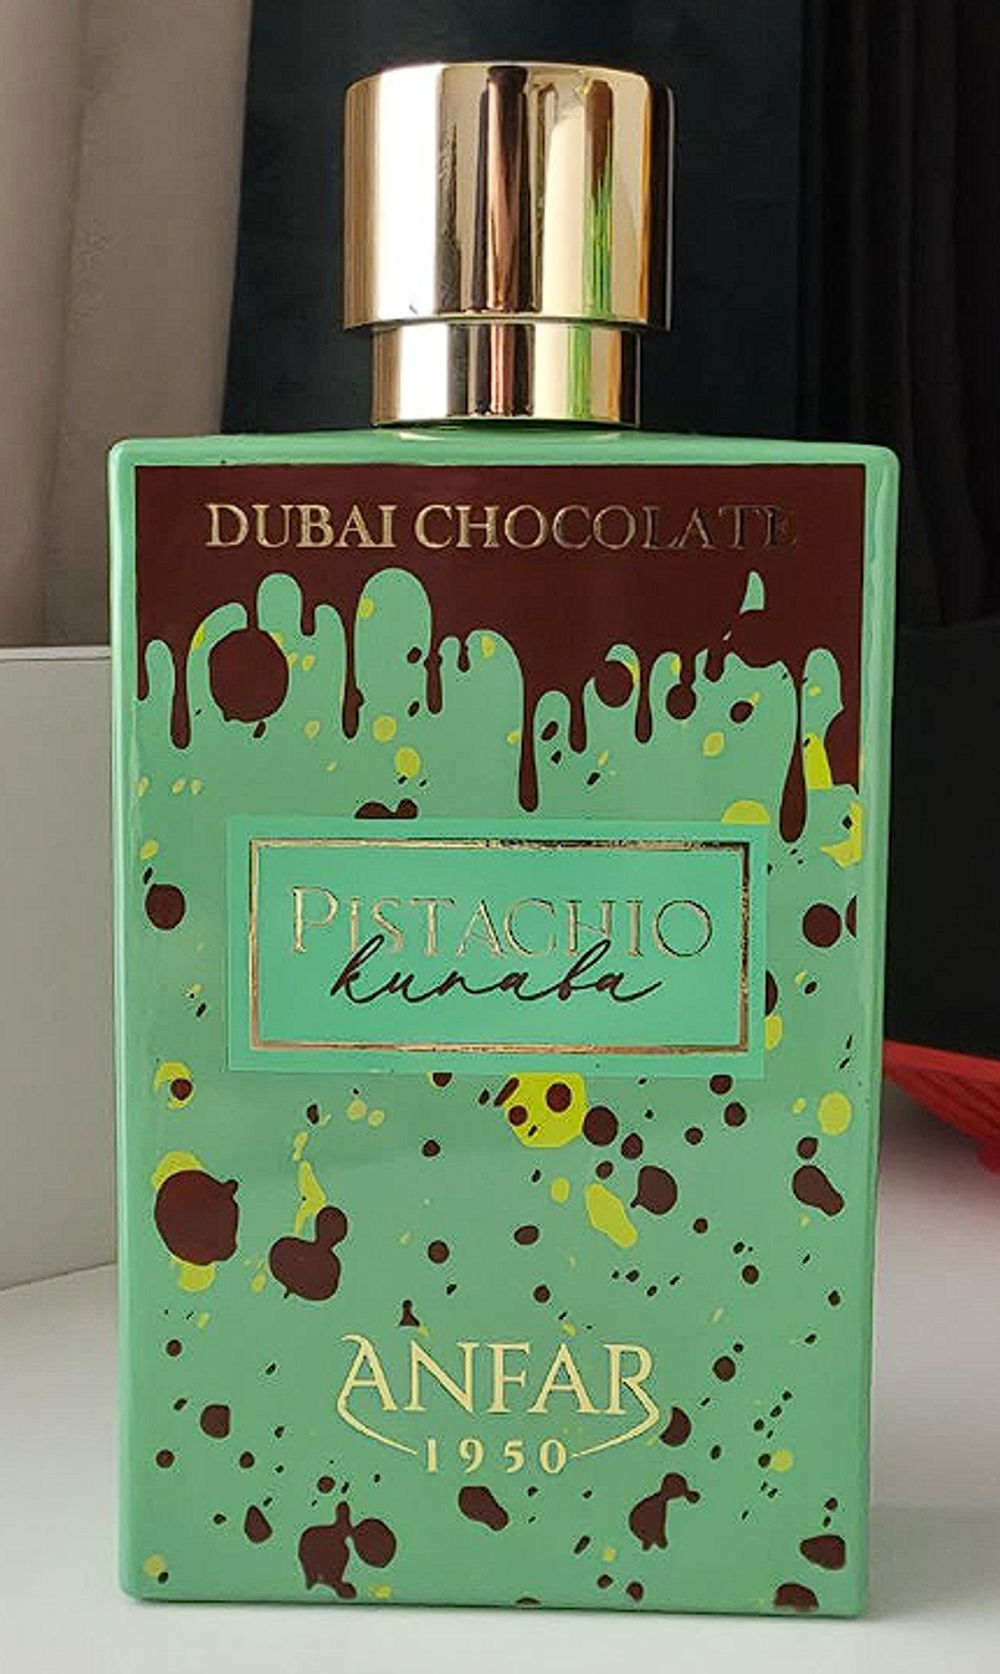 DUBAI CHOCOLATE
PISTACHIO
kunafa
ANFAR
1950